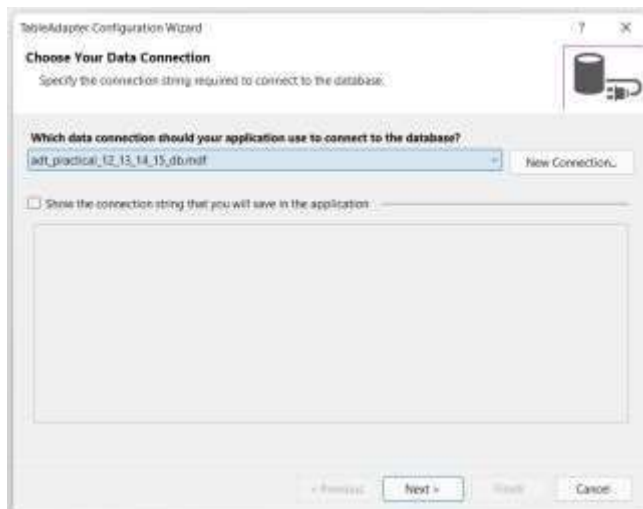 TableAdapter Configuration Wizard ? X
Choose Your Data Connection
Specify the connection string required to connect to the database.
Which data connection should your application use to connect to the database?
adt_practical_12_13_14_15_db.mdf
New Connection...
Show the connection string that you will save in the application
< Previous Next > Finish Cancel